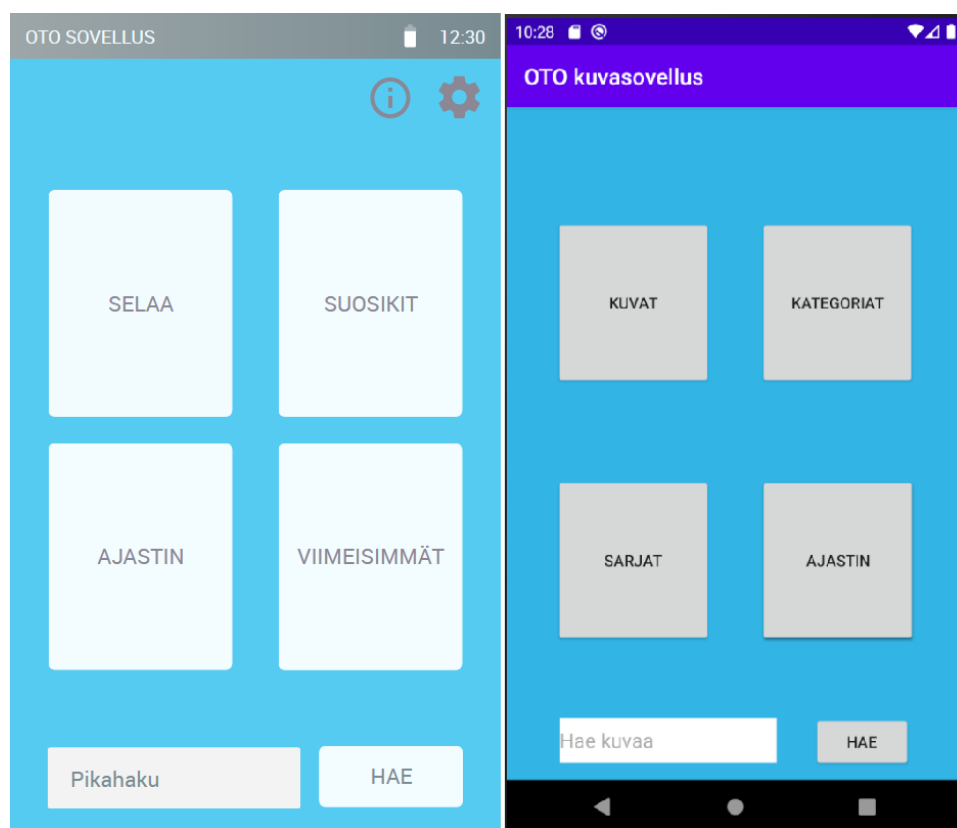 OTO SOVELLUS 12:30
SELAA SUOSIKIT
AJASTIN VIIMEISIMMÄT
Pikahaku HAE
10:28
OTO kuvasovellus
KUVAT KATEGORIAT
SARJAT AJASTIN
Hae kuvaa HAE